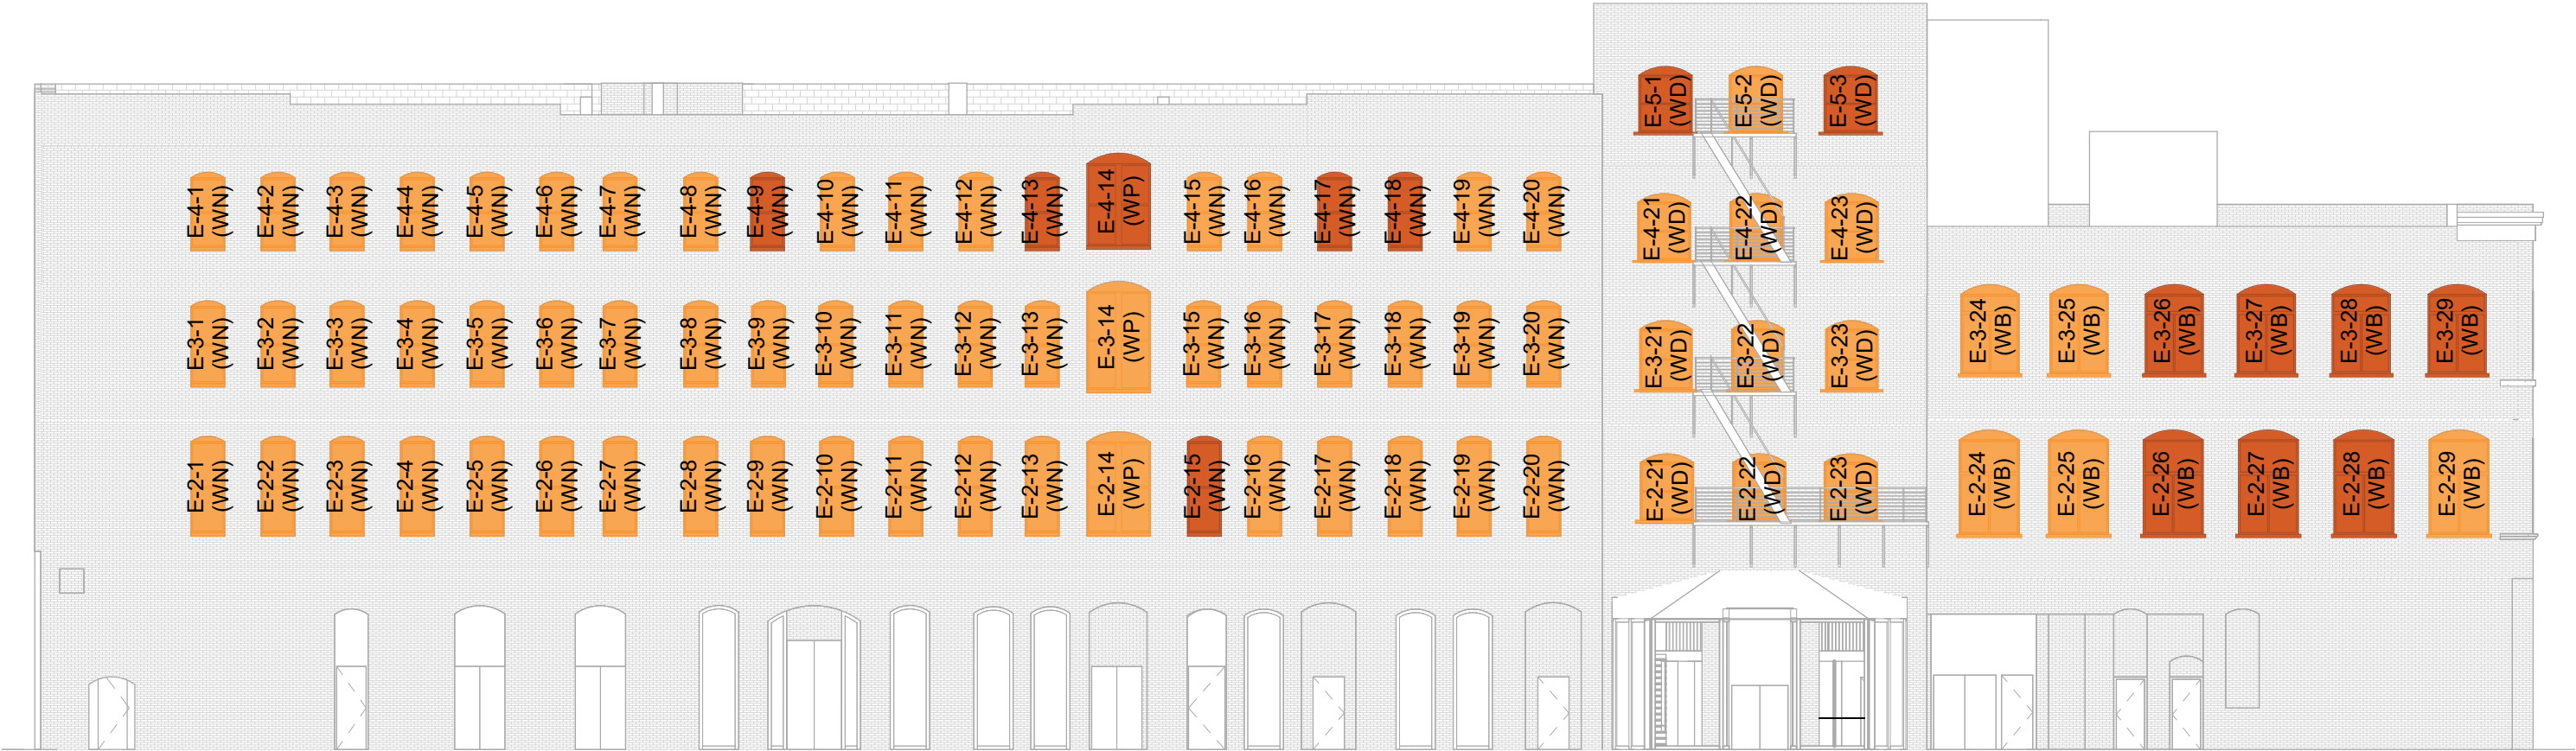 E-5-1
(WD)
E-5-2
(WD)
E-5-3
(WD)
E-4-1
(WN)
E-4-2
(WN)
E-4-3
(WN)
E-4-4
(WN)
E-4-5
(WN)
E-4-6
(WN)
E-4-7
(WN)
E-4-8
(WN)
E-4-9
(WN)
E-4-10
(WN)
E-4-11
(WN)
E-4-12
(WN)
E-4-13
(WN)
E-4-14
(WP)
E-4-15
(WN)
E-4-16
(WN)
E-4-17
(WN)
E-4-18
(WN)
E-4-19
(WN)
E-4-20
(WN)
E-4-21
(WD)
E-4-22
(WD)
E-4-23
(WD)
E-3-1
(WN)
E-3-2
(WN)
E-3-3
(WN)
E-3-4
(WN)
E-3-5
(WN)
E-3-6
(WN)
E-3-7
(WN)
E-3-8
(WN)
E-3-9
(WN)
E-3-10
(WN)
E-3-11
(WN)
E-3-12
(WN)
E-3-13
(WN)
E-3-14
(WP)
E-3-15
(WN)
E-3-16
(WN)
E-3-17
(WN)
E-3-18
(WN)
E-3-19
(WN)
E-3-20
(WN)
E-3-21
(WD)
E-3-22
(WD)
E-3-23
(WD)
E-3-24
(WB)
E-3-25
(WB)
E-3-26
(WB)
E-3-27
(WB)
E-3-28
(WB)
E-3-29
(WB)
E-2-1
(WN)
E-2-2
(WN)
E-2-3
(WN)
E-2-4
(WN)
E-2-5
(WN)
E-2-6
(WN)
E-2-7
(WN)
E-2-8
(WN)
E-2-9
(WN)
E-2-10
(WN)
E-2-11
(WN)
E-2-12
(WN)
E-2-13
(WN)
E-2-14
(WP)
E-2-15
(WN)
E-2-16
(WN)
E-2-17
(WN)
E-2-18
(WN)
E-2-19
(WN)
E-2-20
(WN)
E-2-21
(WD)
E-2-22
(WD)
E-2-23
(WD)
E-2-24
(WB)
E-2-25
(WB)
E-2-26
(WB)
E-2-27
(WB)
E-2-28
(WB)
E-2-29
(WB)